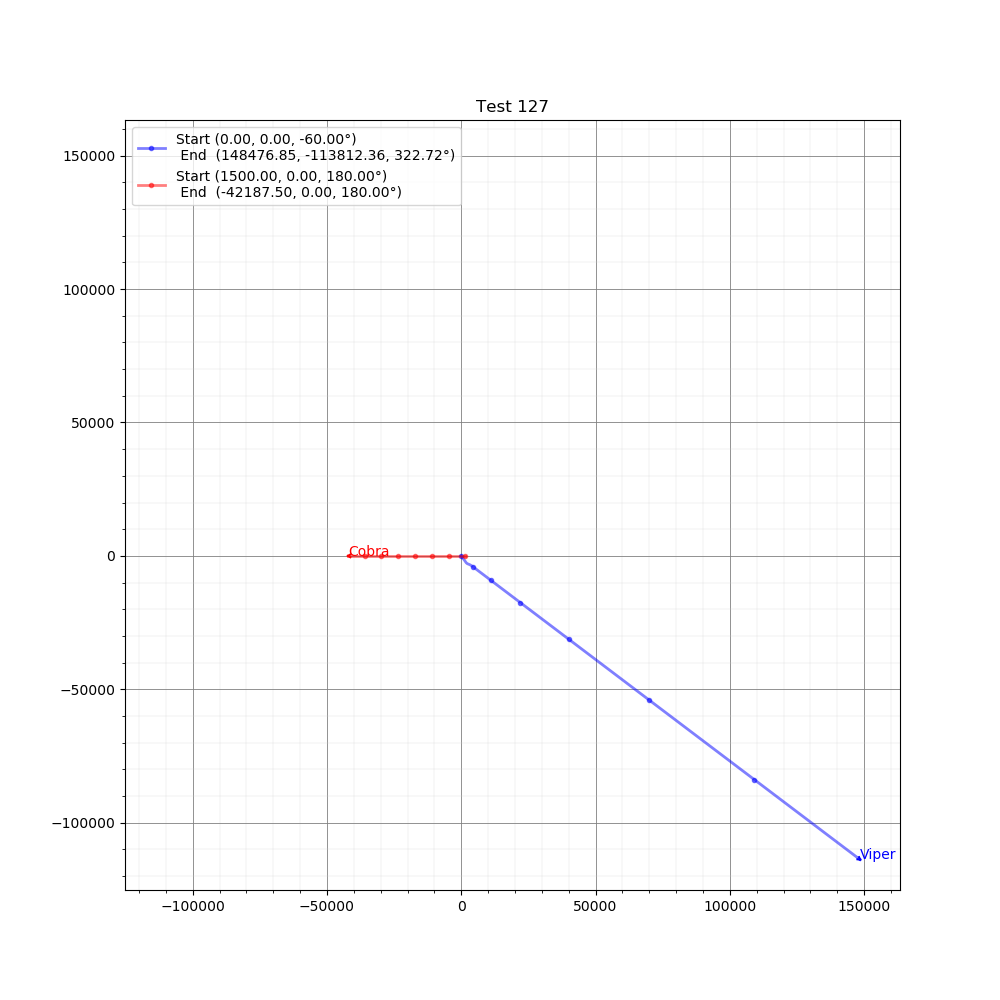 Test 127
Start (0.00, 0.00, -60.00°)
End (148476.85, -113812.36, 322.72°)
Start (1500.00, 0.00, 180.00°)
End (-42187.50, 0.00, 180.00°)
150000
100000
50000
0
−50000
−100000
Cobra
Viper
−100000
−50000
0
50000
100000
150000